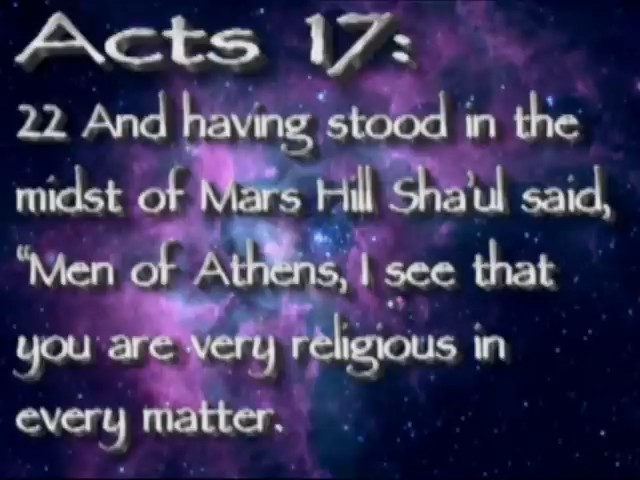 Acts 17:
22 And having stood in the
midst of Mars Hill Sha'ul said,
“Men of Athens, I see that
you are very religious in
every matter.